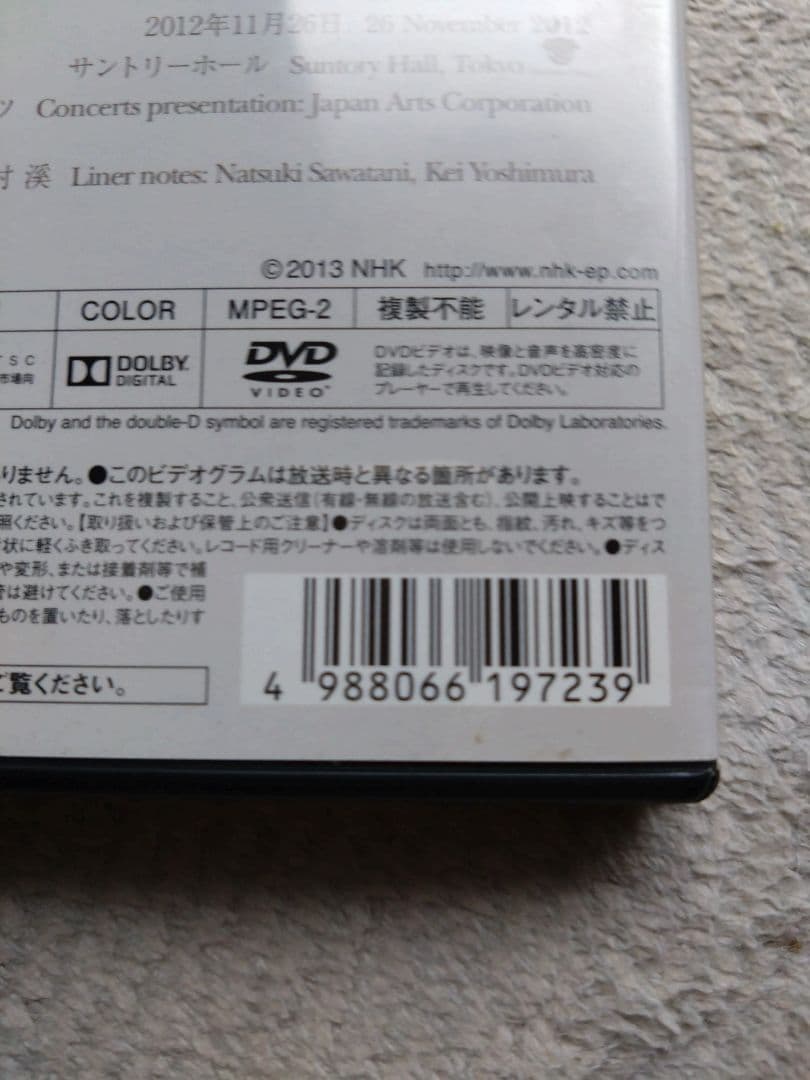 2012年11月26日 26 November 2012
サントリーホール Suntory Hall, Tokyo
ツ Concerts presentation: Japan Arts Corporation
村 溪 Liner notes: Natsuki Sawatani, Kei Yoshimura
©2013 NHK http://www.nhk-ep.com
COLOR MPEG-2 複製不能 レンタル禁止
TSC
市場向
DOLBY
DIGITAL
DVD
VIDEO
DVDビデオは、映像と音声を高密度に
記録したディスクです。DVDビデオ対応の
プレーヤーで再生してください。
Dolby and the double-D symbol are registered trademarks of Dolby Laboratories.
りません。●このビデオグラムは放送時と異なる箇所があります。
されています。これを複製すること、公衆送信(有線・無線の放送含む)、公開上映することはで
照ください。【取り扱いおよび保管上のご注意】●ディスクは両面とも、指紋、汚れ、キズ等をつ
状に軽くふき取ってください。レコード用クリーナーや溶剤等は使用しないでください。●ディス
や変形、または接着剤等で補
は避けてください。●ご使用
ものを置いたり、落としたりす
ご覧ください。
4 988066 197239